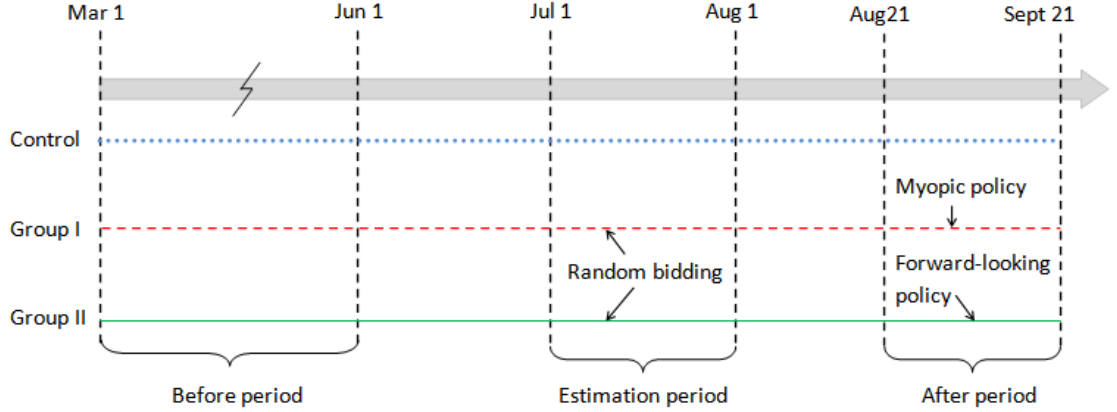 Mar 1
Jun 1
Jul 1
Aug 1
Aug21
Sept 21
Control
Myopic policy
Group I
Random bidding
Forward-looking
policy
Group II
Before period
Estimation period
After period